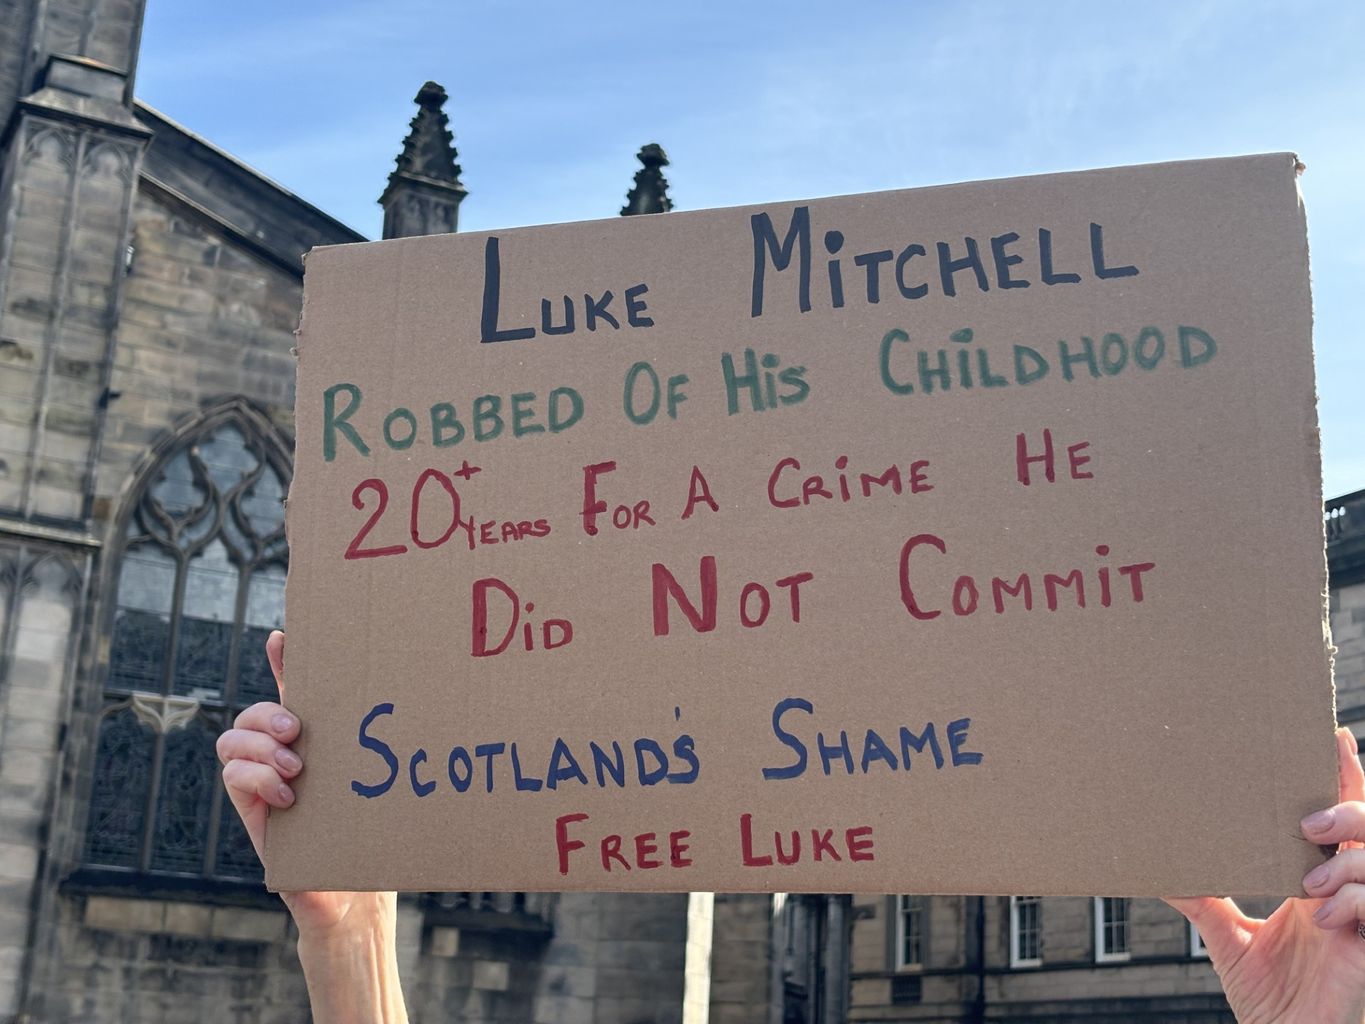 LUKE MITCHELL
ROBBED OF HIS CHILDHOOD
20+ YEARS FOR A CRIME HE
DID NOT COMMIT
SCOTLAND'S SHAME
FREE LUKE